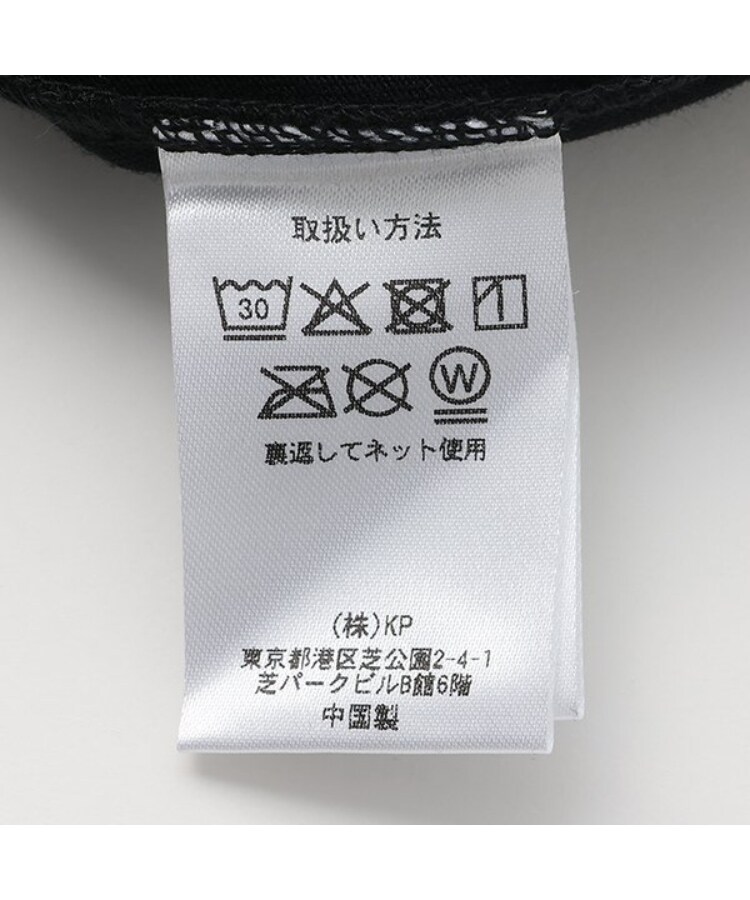 取扱い方法
30
W
裏返してネット使用
(株)KP
東京都港区芝公園2-4-1
芝パークビルB館6階
中国製